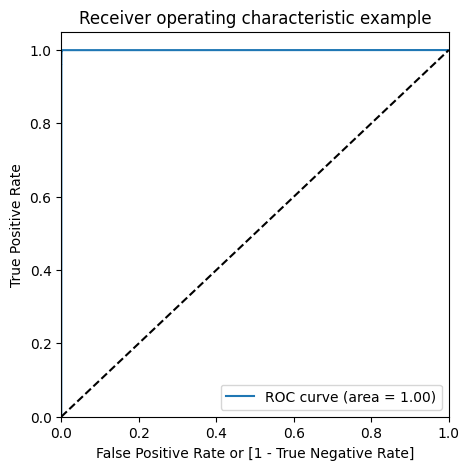 Receiver operating characteristic example
True Positive Rate
1.0
0.8
0.6
0.4
0.2
0.0
ROC curve (area = 1.00)
0.0 0.2 0.4 0.6 0.8 1.0
False Positive Rate or [1 - True Negative Rate]